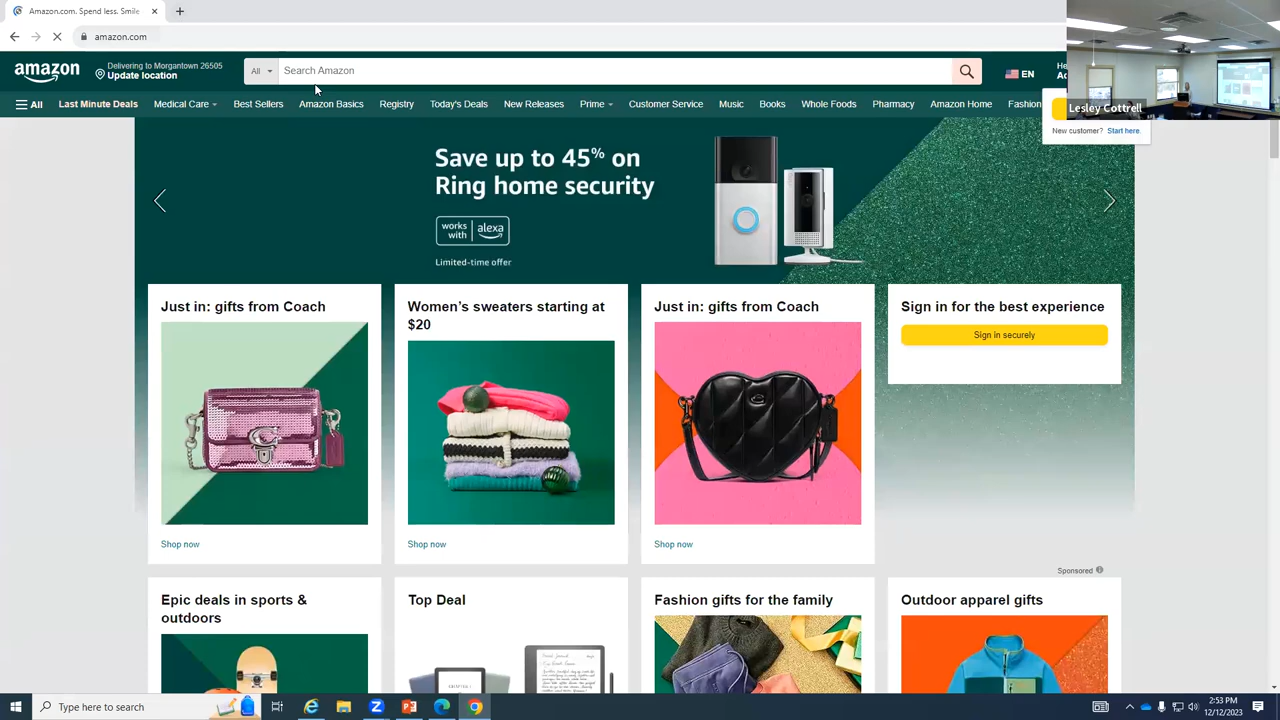 Amazon.com. Spend less. Smile
amazon.com
amazon
Delivering to Morgantown 26505
Update location
All
Search Amazon
EN
He
Ac
All
Last Minute Deals
Medical Care
Best Sellers
Amazon Basics
Registry
Today's Deals
New Releases
Prime
Customer Service
Music
Books
Whole Foods
Pharmacy
Amazon Home
Fashion
Lesley Cottrell
New customer? Start here.
Save up to 45% on
Ring home security
works with alexa
Limited-time offer
Just in: gifts from Coach
Shop now
Women's sweaters starting at
$20
Shop now
Just in: gifts from Coach
Shop now
Sign in for the best experience
Sign in securely
Sponsored
Epic deals in sports &
outdoors
Top Deal
Fashion gifts for the family
Outdoor apparel gifts
Type here to search
2:53 PM
12/12/2023